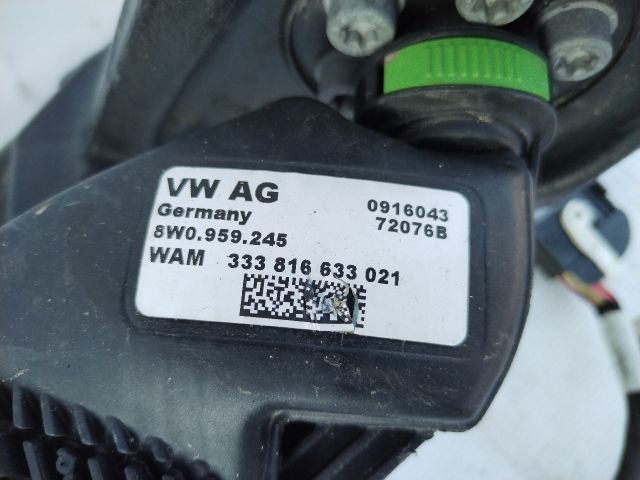 VW AG 0916043
Germany 72076B
8W0.959.245
WAM 333 816 633 021